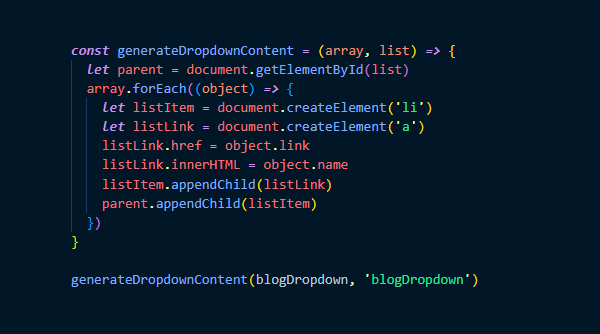 const generateDropdownContent = (array, list) => {
  let parent = document.getElementById(list)
  array.forEach((object) => {
    let listItem = document.createElement('li')
    let listLink = document.createElement('a')
    listLink.href = object.link
    listLink.innerHTML = object.name
    listItem.appendChild(listLink)
    parent.appendChild(listItem)
  })
}

generateDropdownContent(blogDropdown, 'blogDropdown')